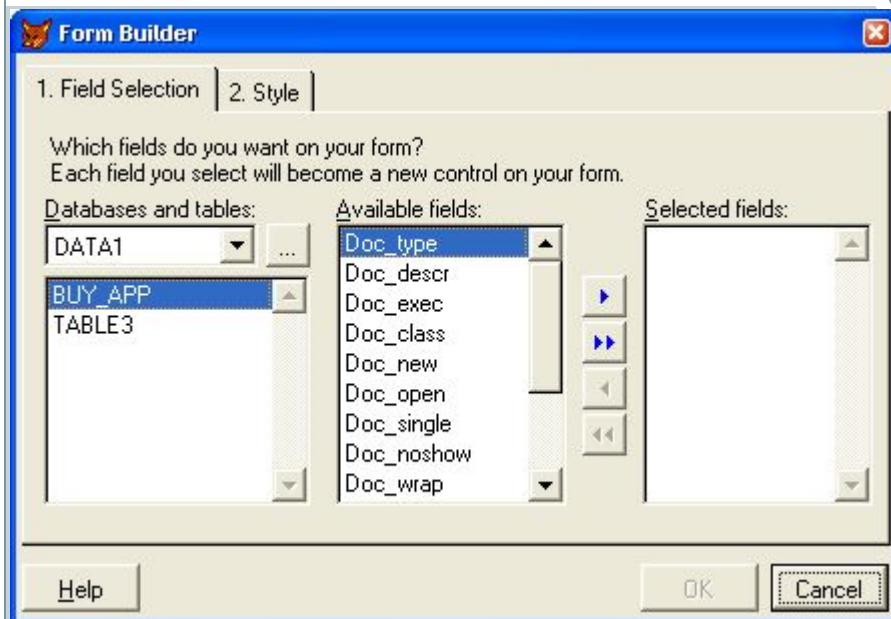 Form Builder
1. Field Selection
2. Style
Which fields do you want on your form?
Each field you select will become a new control on your form.
Databases and tables:
Available fields:
Selected fields:
DATA1
...
BUY_APP
TABLE3
Doc_type
Doc_descr
Doc_exec
Doc_class
Doc_new
Doc_open
Doc_single
Doc_noshow
Doc_wrap
Help
OK
Cancel